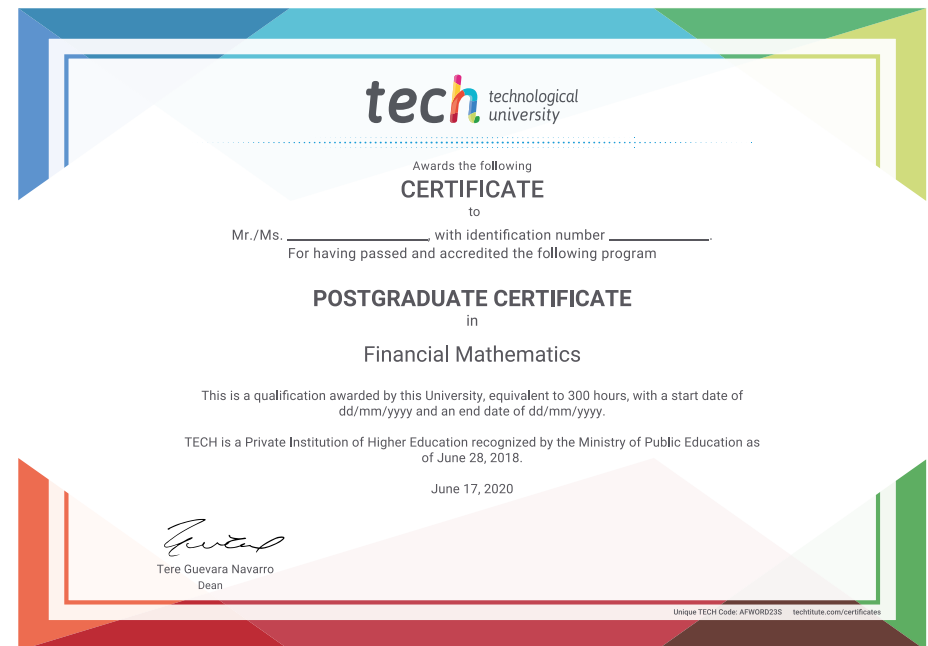 tech technological
university
Awards the following
CERTIFICATE
to
Mr./Ms. ____________________, with identification number ______________.
For having passed and accredited the following program
POSTGRADUATE CERTIFICATE
in
Financial Mathematics
This is a qualification awarded by this University, equivalent to 300 hours, with a start date of
dd/mm/yyyy and an end date of dd/mm/yyyy.
TECH is a Private Institution of Higher Education recognized by the Ministry of Public Education as
of June 28, 2018.
June 17, 2020
Tere Guevara Navarro
Dean
Unique TECH Code: AFWORD23S techtitute.com/certificates